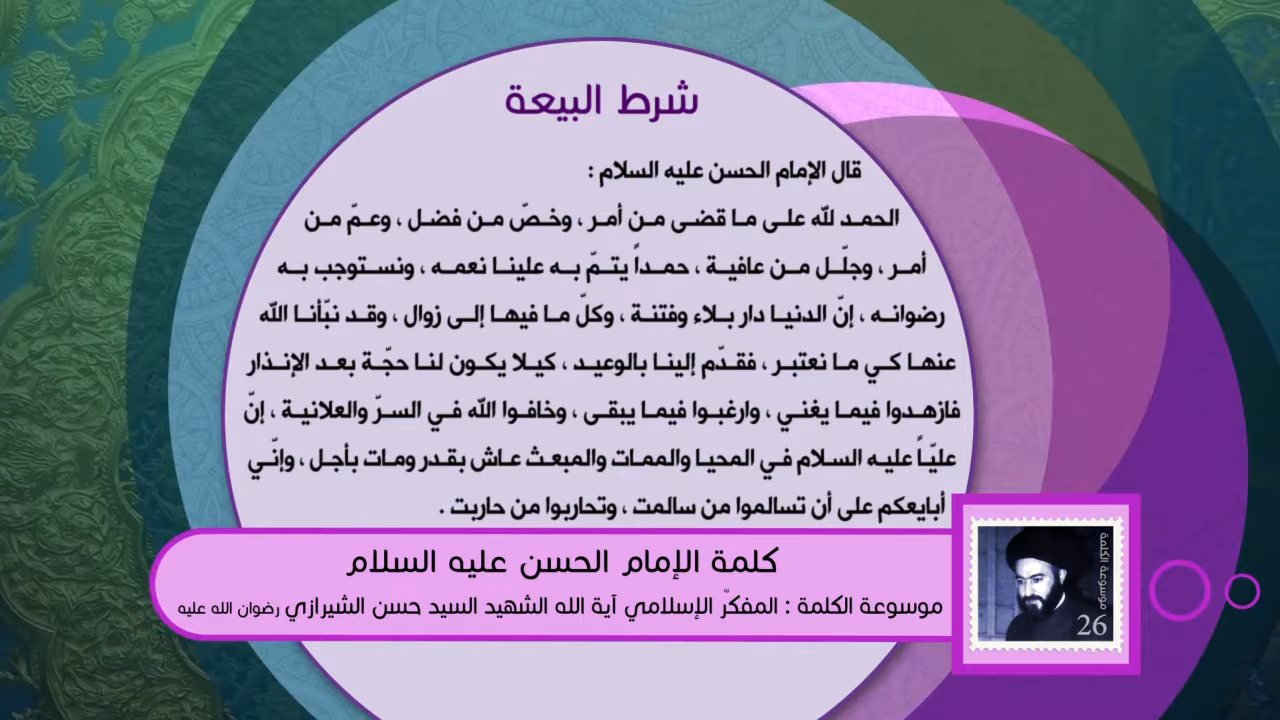 شرط البيعة
قال الإمام الحسن عليه السلام :
الحمد لله على ما قضى من أمر ، وخصّ من فضل ، وعمّ من
أمر ، وجلّل من عافية ، حمداً يتمّ به علينا نعمه ، ونستوجب به
رضوانه ، إنّ الدنيا دار بلاء وفتنة ، وكلّ ما فيها إلى زوال ، وقد نبّأنا الله
عنها كي ما نعتبر ، فقدّم إلينا بالوعيد ، كيلا يكون لنا حجّة بعد الإنذار
فازهدوا فيما يغني ، وارغبوا فيما يبقى ، وخافوا الله في السرّ والعلانية ، إنّ
عليّاً عليه السلام في المحيا والممات والمبعث عاش بقدر ومات بأجل ، وإنّي
أبايعكم على أن تسالموا من سالمت ، وتحاربوا من حاربت .
كلمة الإمام الحسن عليه السلام
موسوعة الكلمة : المفكرّ الإسلامي آية الله الشهيد السيد حسن الشيرازي رضوان الله عليه
موسوعة الكلمة
26